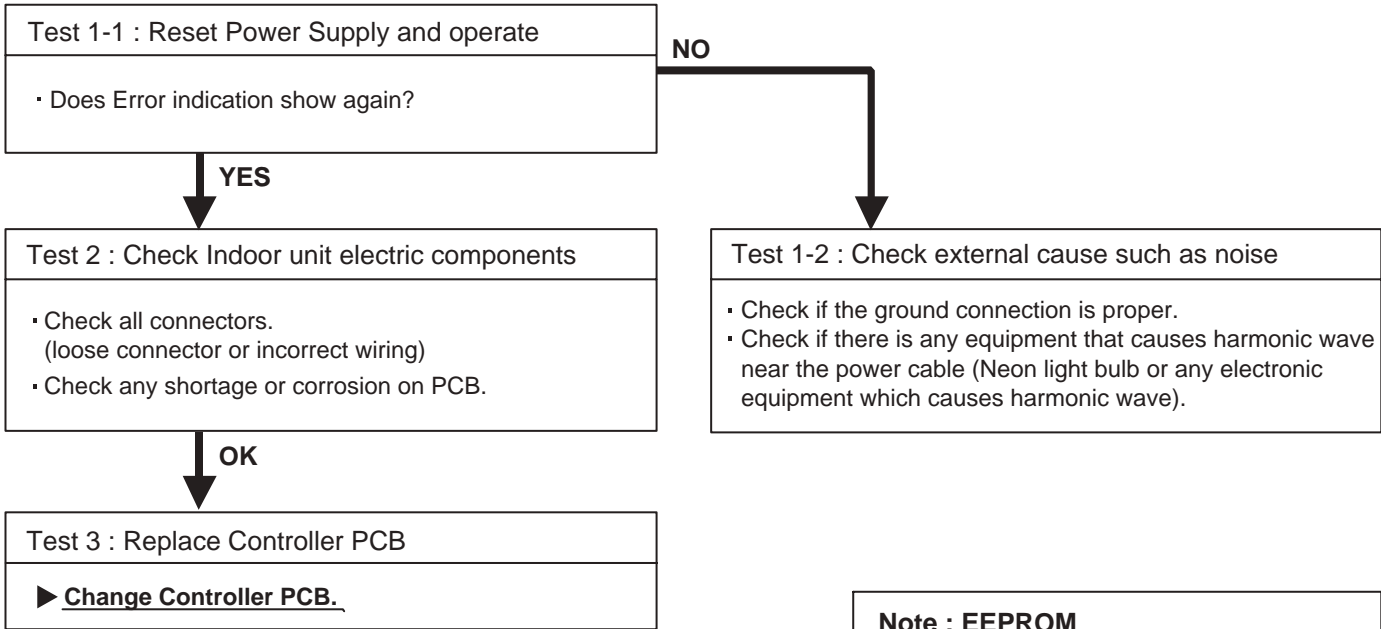 Test 1-1 : Reset Power Supply and operate
· Does Error indication show again?
NO
YES
Test 2 : Check Indoor unit electric components
· Check all connectors.
(loose connector or incorrect wiring)
· Check any shortage or corrosion on PCB.
Test 1-2 : Check external cause such as noise
· Check if the ground connection is proper.
· Check if there is any equipment that causes harmonic wave
near the power cable (Neon light bulb or any electronic
equipment which causes harmonic wave).
OK
Test 3 : Replace Controller PCB
▶ Change Controller PCB.
Note : EEPROM